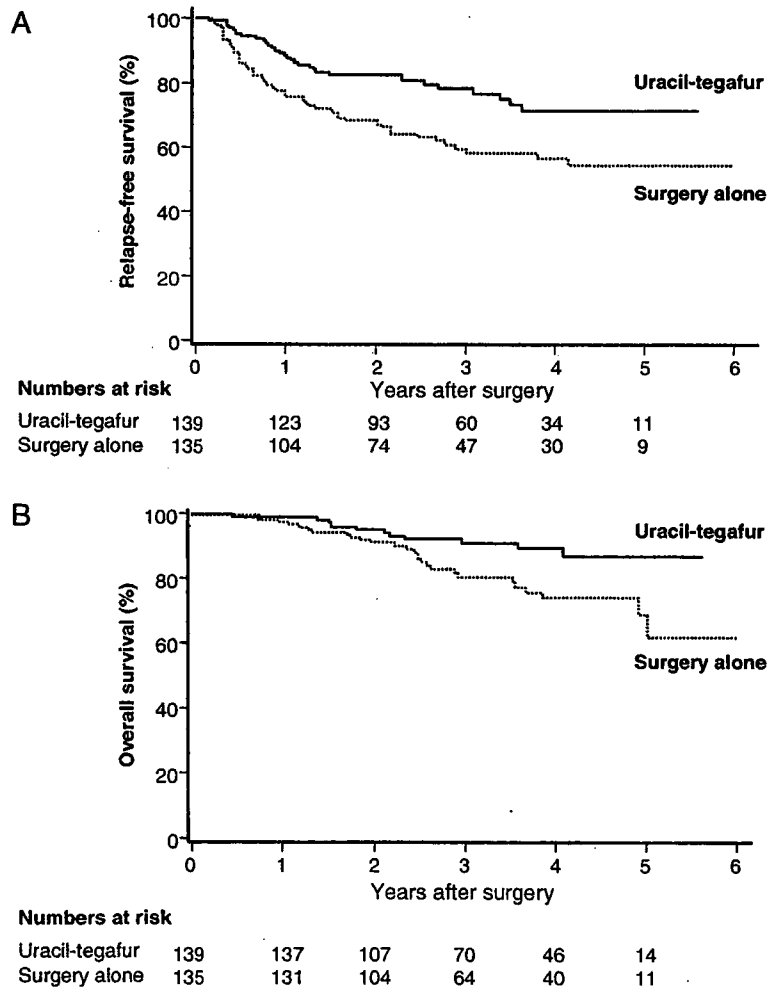 A
Relapse-free survival (%)
100
80
60
40
20
0
Uracil-tegafur
Surgery alone
0 1 2 3 4 5 6
Years after surgery
Numbers at risk
Uracil-tegafur 139 123 93 60 34 11
Surgery alone 135 104 74 47 30 9
B
Overall survival (%)
100
80
60
40
20
0
Uracil-tegafur
Surgery alone
0 1 2 3 4 5 6
Years after surgery
Numbers at risk
Uracil-tegafur 139 137 107 70 46 14
Surgery alone 135 131 104 64 40 11